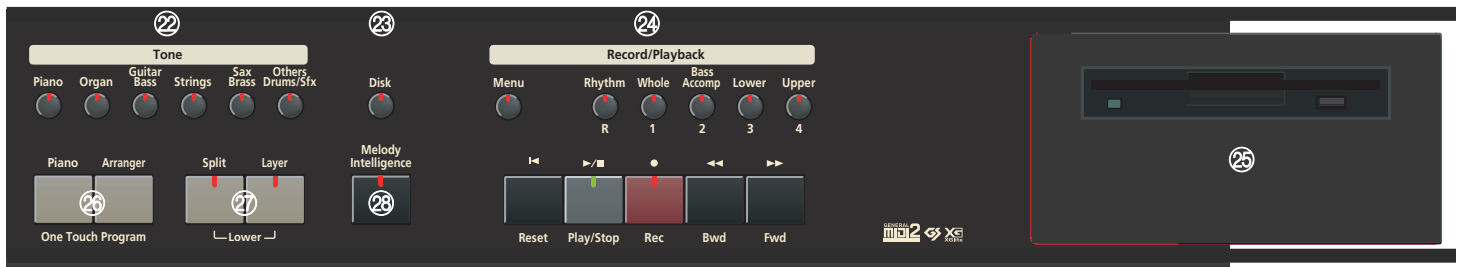 ㉒ ㉓ ㉔
Tone
Record/Playback
Piano
Organ
Guitar
Bass
Strings
Sax
Brass
Others
Drums/Sfx
Disk
Menu
Rhythm
Whole
Bass
Accomp
Lower
Upper
R 1 2 3 4
㉕
Piano
Arranger
Split
Layer
Melody
Intelligence
㉖ ㉗ ㉘
One Touch Program
Lower
Reset
Play/Stop
Rec
Bwd
Fwd
GENERAL
MIDI2 GS XG